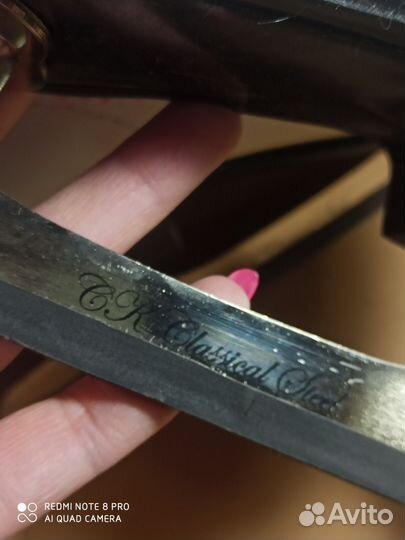 CK Classical Steel
REDMI NOTE 8 PRO
AI QUAD CAMERA
Avito